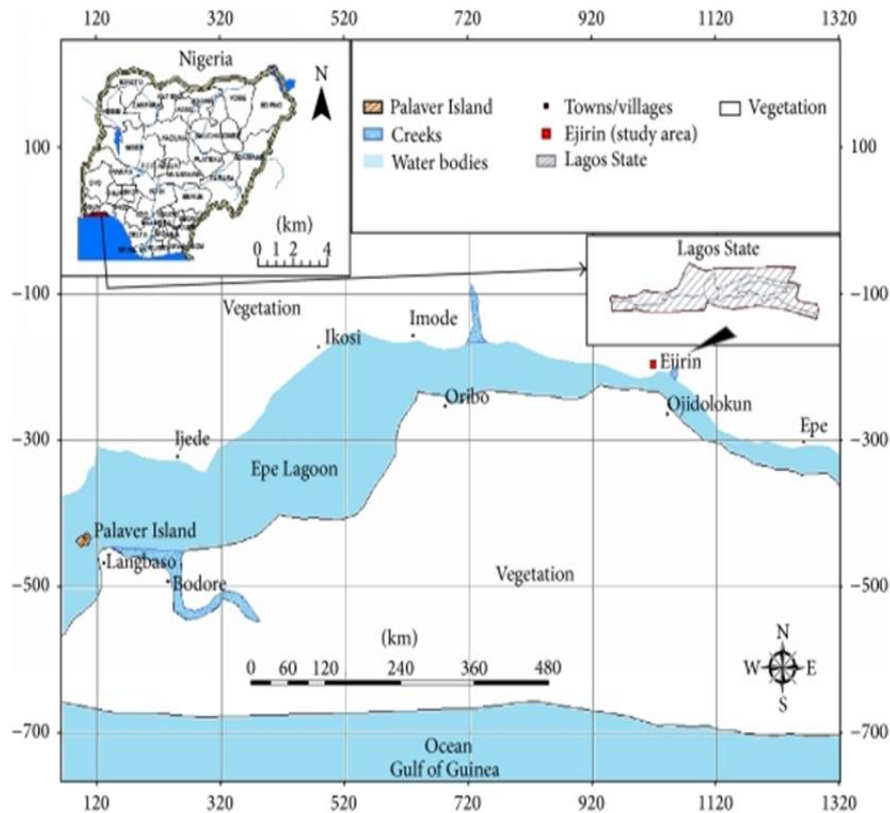 120 320 520 720 920 1120 1320
Nigeria
N
(km)
0 1 2 4
Palaver Island
Creeks
Water bodies
Towns/villages
Ejirin (study area)
Lagos State
Vegetation
100 100
Lagos State
−100 −100
Vegetation
Imode
Ikosi
Ejirin
Oribo
Ojidolokun
Ijede
Epe
−300 −300
Epe Lagoon
Palaver Island
Langbaso
Bodore
Vegetation
−500 −500
(km)
0 60 120 240 360 480
N
W E
S
−700 −700
Ocean
Gulf of Guinea
120 320 520 720 920 1120 1320